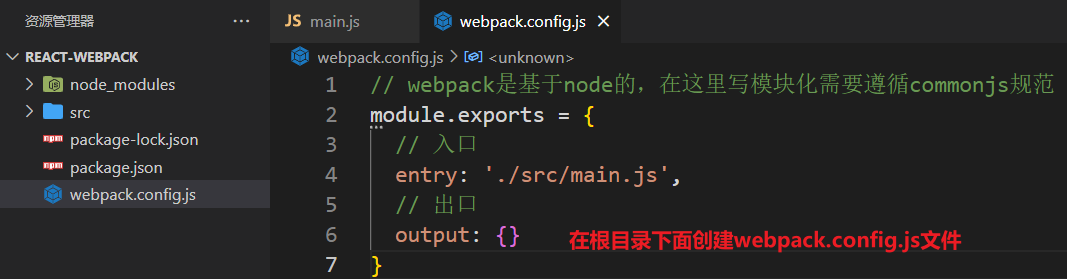 资源管理器 ···
REACT-WEBPACK
node_modules
src
package-lock.json
package.json
webpack.config.js
JS main.js webpack.config.js ×
webpack.config.js > <unknown>
1 // webpack是基于node的，在这里写模块化需要遵循commonjs规范
2 module.exports = {
3 // 入口
4 entry: './src/main.js',
5 // 出口
6 output: {} 在根目录下面创建webpack.config.js文件
7 }